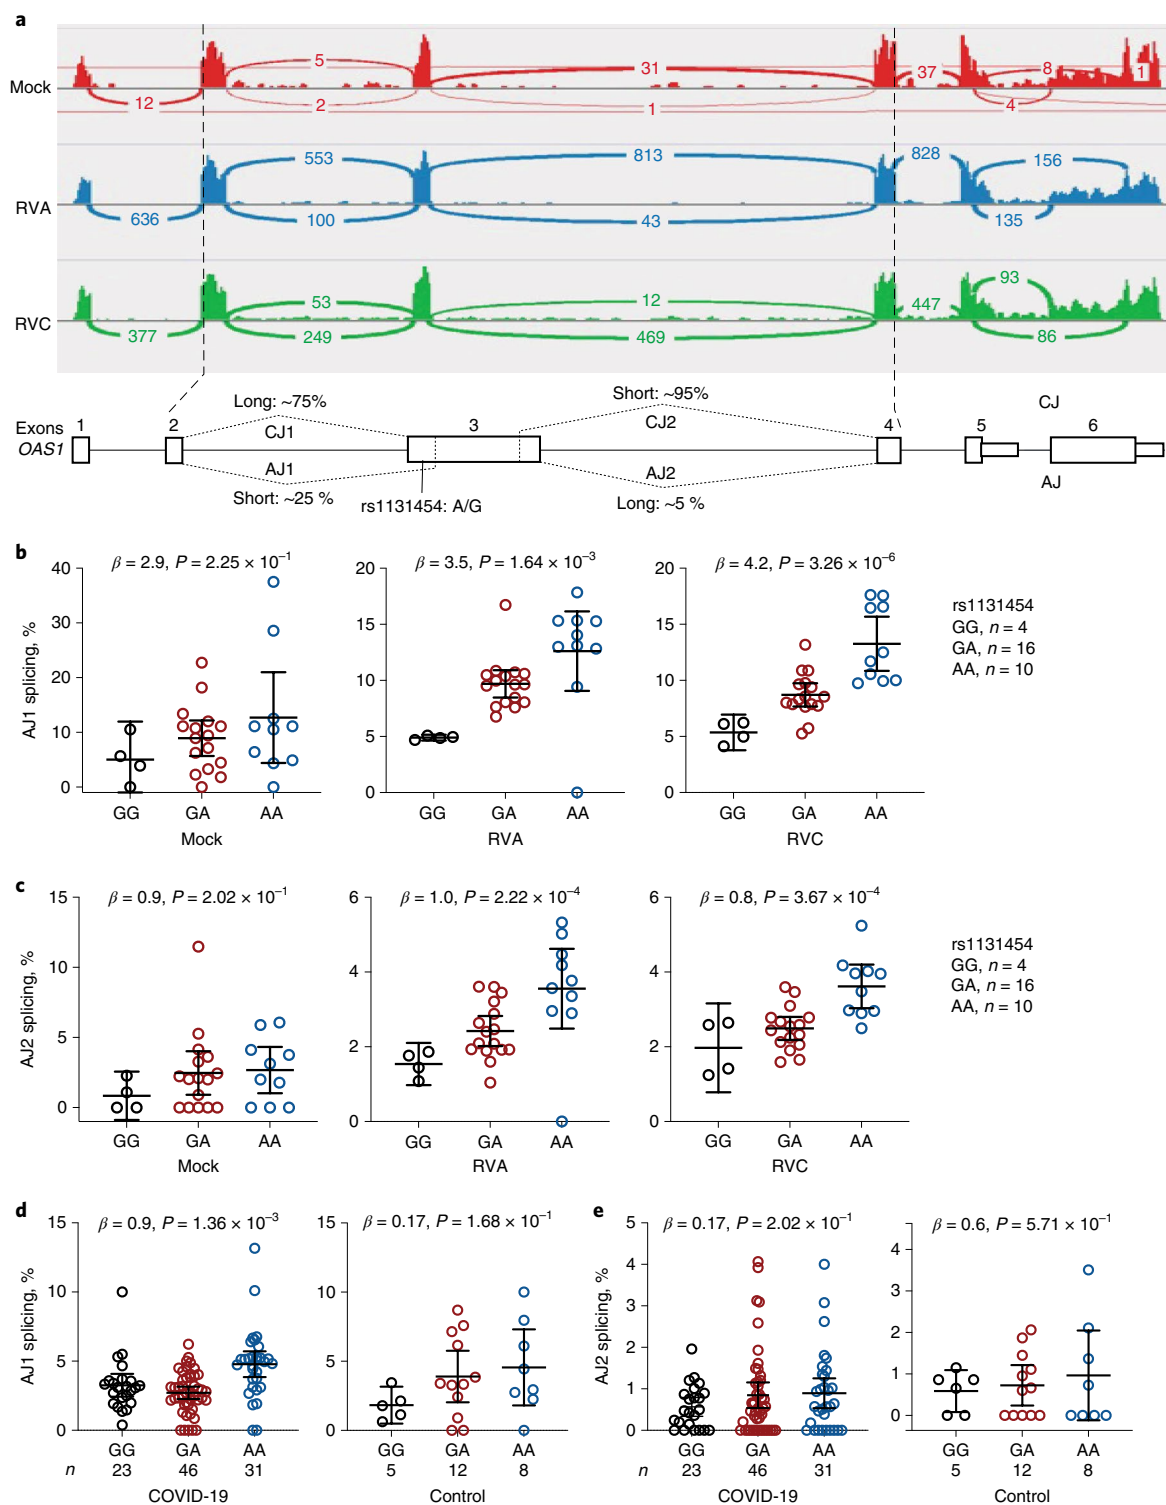 a
Mock
5
31
37
8
1
12
2
1
4
RVA
553
813
828
156
636
100
43
135
RVC
53
12
447
93
377
249
469
86
Long: ~75%
Short: ~95%
CJ
Exons
1
2
CJ1
3
CJ2
4
5
6
OAS1
AJ1
AJ2
AJ
Short: ~25 %
rs1131454: A/G
Long: ~5 %
b
β = 2.9, P = 2.25 × 10⁻¹
AJ1 splicing, %
40
30
20
10
0
GG GA AA
Mock
β = 3.5, P = 1.64 × 10⁻³
20
15
10
5
0
GG GA AA
RVA
β = 4.2, P = 3.26 × 10⁻⁶
20
15
10
5
0
GG GA AA
RVC
rs1131454
GG, n = 4
GA, n = 16
AA, n = 10
c
β = 0.9, P = 2.02 × 10⁻¹
AJ2 splicing, %
15
10
5
0
GG GA AA
Mock
β = 1.0, P = 2.22 × 10⁻⁴
6
4
2
0
GG GA AA
RVA
β = 0.8, P = 3.67 × 10⁻⁴
6
4
2
0
GG GA AA
RVC
rs1131454
GG, n = 4
GA, n = 16
AA, n = 10
d
β = 0.9, P = 1.36 × 10⁻³
AJ1 splicing, %
15
10
5
0
GG GA AA
n 23 46 31
COVID-19
β = 0.17, P = 1.68 × 10⁻¹
15
10
5
0
GG GA AA
5 12 8
Control
e
β = 0.17, P = 2.02 × 10⁻¹
AJ2 splicing, %
5
4
3
2
1
0
GG GA AA
n 23 46 31
COVID-19
β = 0.6, P = 5.71 × 10⁻¹
4
3
2
1
0
GG GA AA
5 12 8
Control